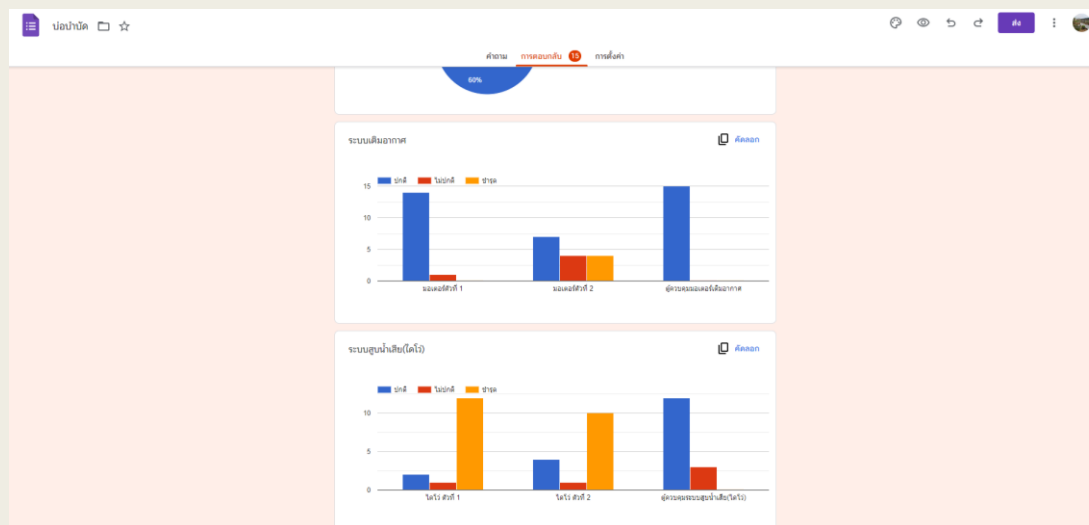 บ่อบำบัด
ส่ง
คำถาม การตอบกลับ 15 การตั้งค่า
60%
ระบบเติมอากาศ
คัดลอก
ปกติ ไม่ปกติ ชำรุด
15
10
5
0
มอเตอร์ตัวที่ 1 มอเตอร์ตัวที่ 2 ตู้ควบคุมมอเตอร์เติมอากาศ
ระบบสูบน้ำเสีย(ไดโว่)
คัดลอก
ปกติ ไม่ปกติ ชำรุด
10
5
0
ไดโว่ ตัวที่ 1 ไดโว่ ตัวที่ 2 ตู้ควบคุมระบบสูบน้ำเสีย(ไดโว่)